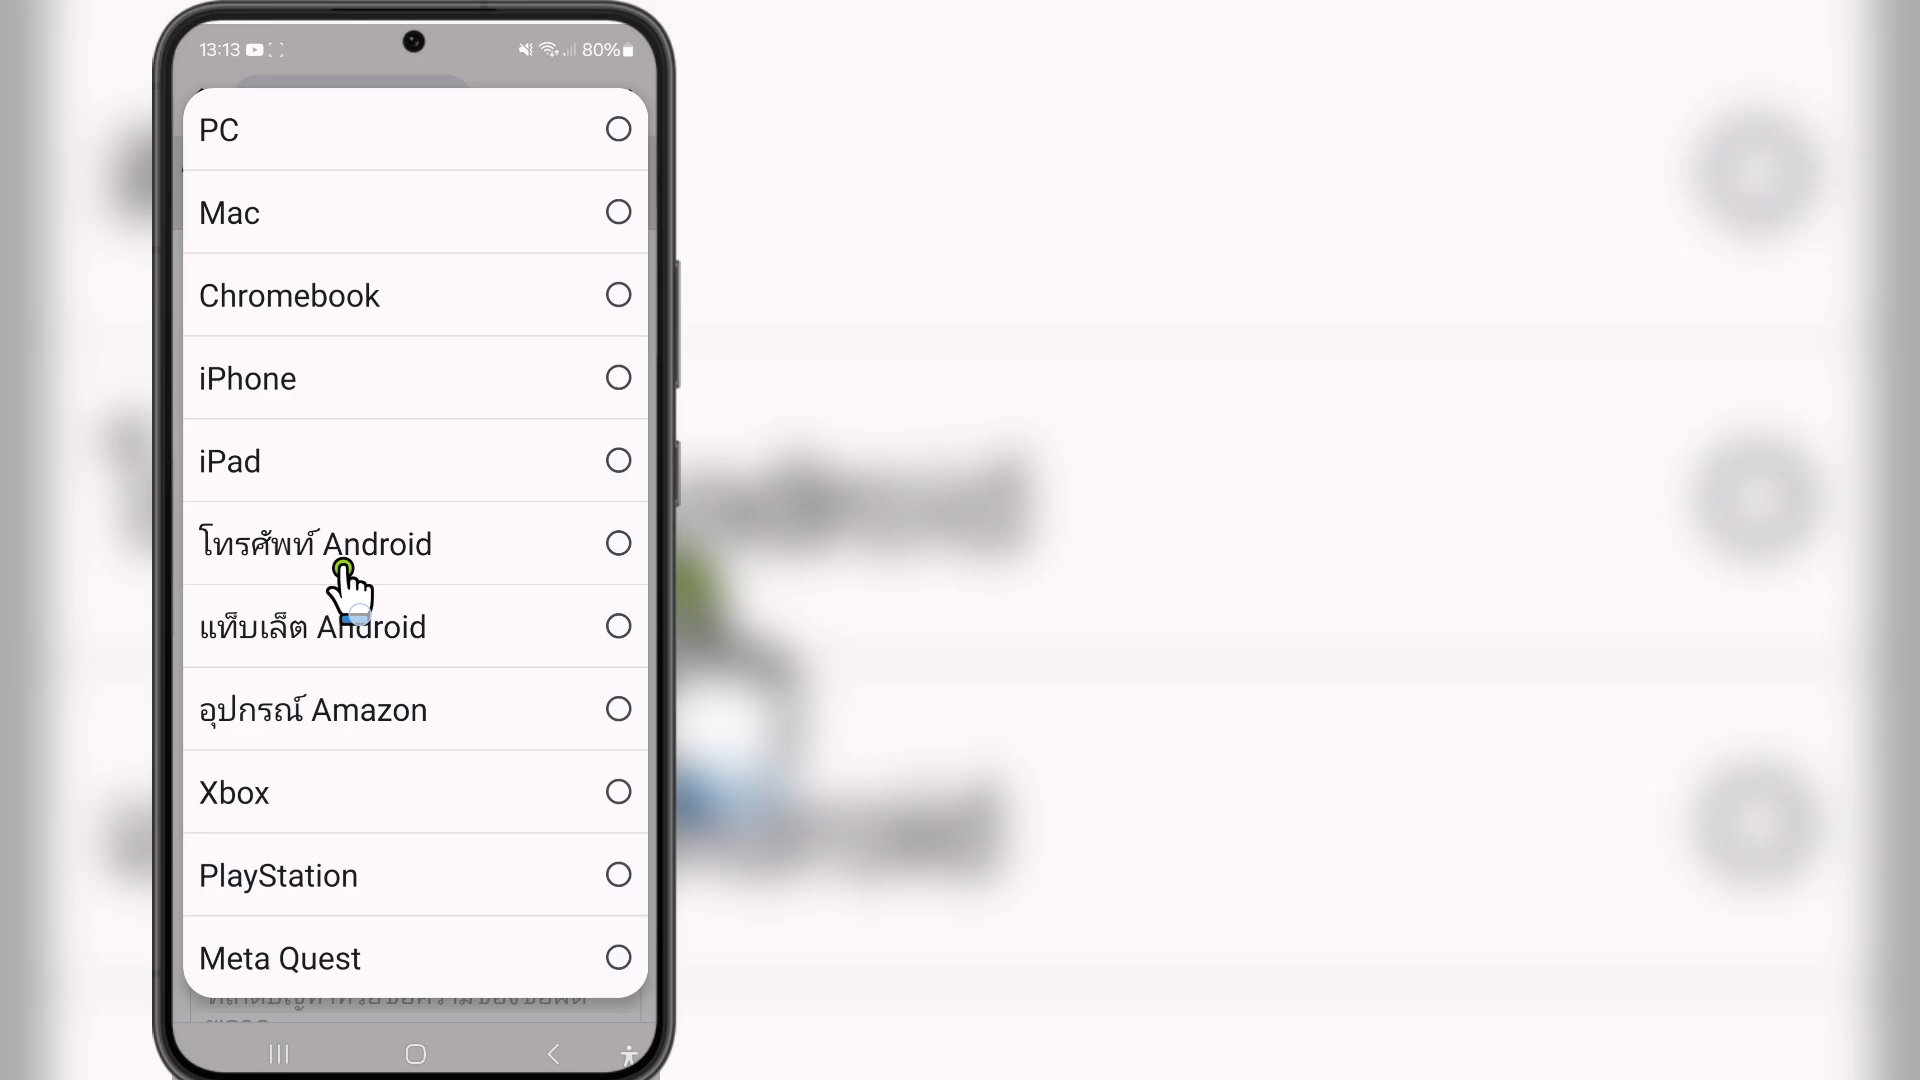 13:13
80%
PC
Mac
Chromebook
iPhone
iPad
โทรศัพท์ Android
แท็บเล็ต Android
อุปกรณ์ Amazon
Xbox
PlayStation
Meta Quest